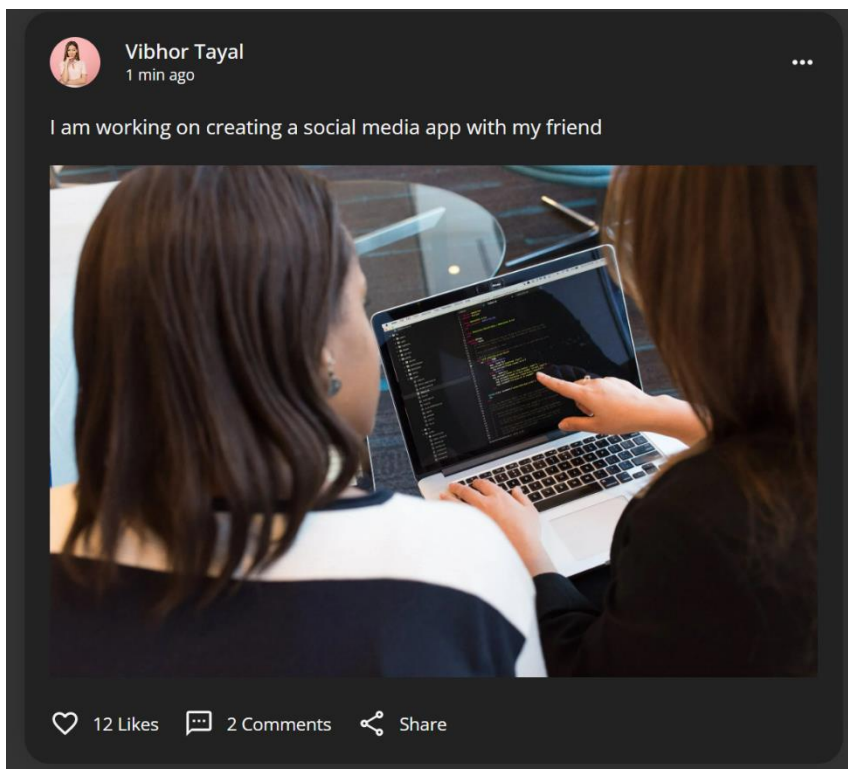 Vibhor Tayal
1 min ago
I am working on creating a social media app with my friend
12 Likes 2 Comments Share